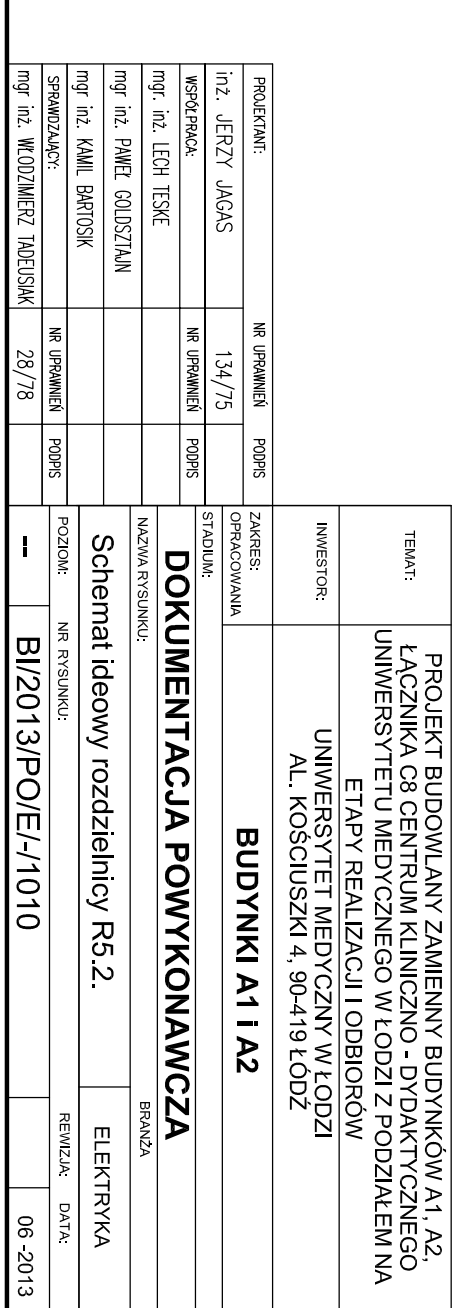 TEMAT:
PROJEKT BUDOWLANY ZAMIENNY BUDYNKÓW A1, A2,
ŁĄCZNIKA C8 CENTRUM KLINICZNO - DYDAKTYCZNEGO
UNIWERSYTETU MEDYCZNEGO W ŁODZI Z PODZIAŁEM NA
ETAPY REALIZACJI I ODBIORÓW
INWESTOR:
UNIWERSYTET MEDYCZNY W ŁODZI
AL. KOŚCIUSZKI 4, 90-419 ŁÓDŹ
PROJEKTANT: NR UPRAWNIEŃ PODPIS
inż. JERZY JAGAS 134/75
WSPÓŁPRACA: NR UPRAWNIEŃ PODPIS
mgr. inż. LECH TESKE
mgr inż. PAWEŁ GOLDSZTAJN
mgr inż. KAMIL BARTOSIK
SPRAWDZAJĄCY: NR UPRAWNIEŃ PODPIS
mgr inż. WŁODZIMIERZ TADEUSIAK 28/78
ZAKRES:
OPRACOWANIA
BUDYNKI A1 i A2
STADIUM:
DOKUMENTACJA POWYKONAWCZA
NAZWA RYSUNKU: BRANŻA
Schemat ideowy rozdzielnicy R5.2. ELEKTRYKA
POZIOM: NR RYSUNKU: REWIZJA: DATA:
-- BI/2013/PO/E/-/1010 06 -2013